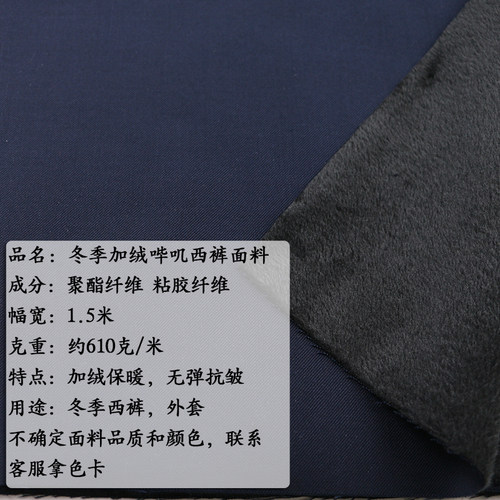 品名：冬季加绒哔叽西裤面料
成分：聚酯纤维 粘胶纤维
幅宽：1.5米
克重：约610克/米
特点：加绒保暖，无弹抗皱
用途：冬季西裤，外套
不确定面料品质和颜色，联系
客服拿色卡